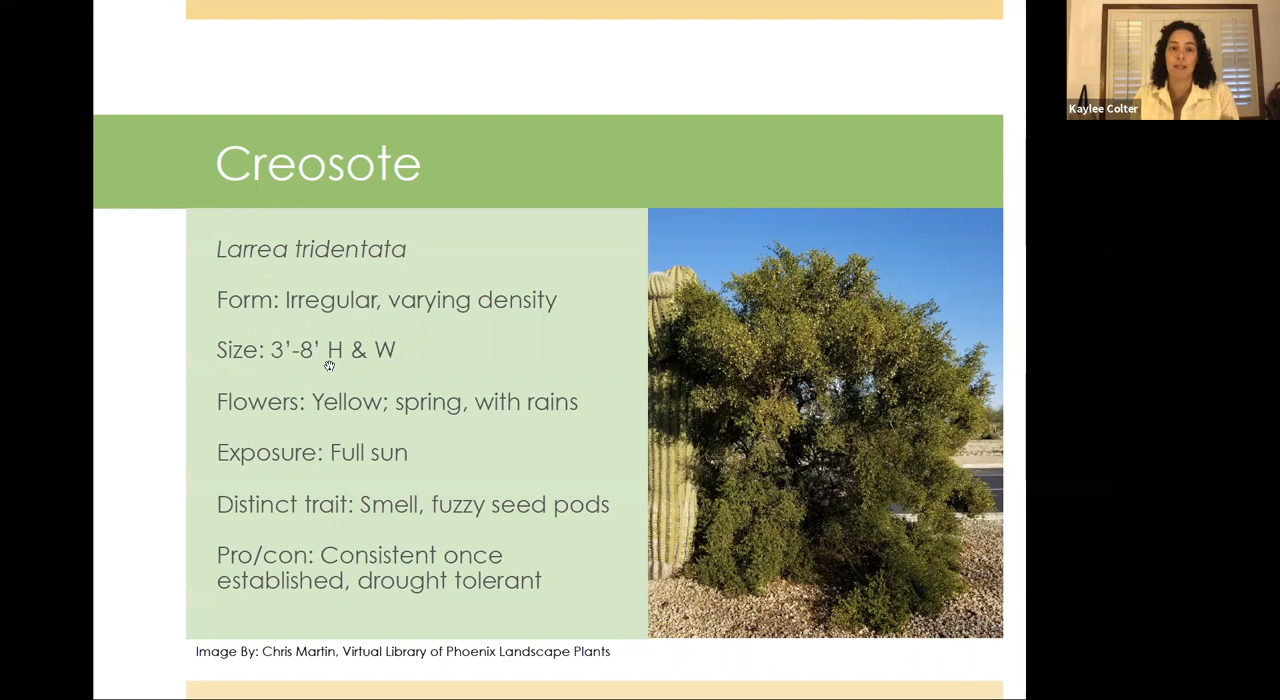 Kaylee Colter
Creosote
Larrea tridentata
Form: Irregular, varying density
Size: 3’-8’ H & W
Flowers: Yellow; spring, with rains
Exposure: Full sun
Distinct trait: Smell, fuzzy seed pods
Pro/con: Consistent once
established, drought tolerant
Image By: Chris Martin, Virtual Library of Phoenix Landscape Plants